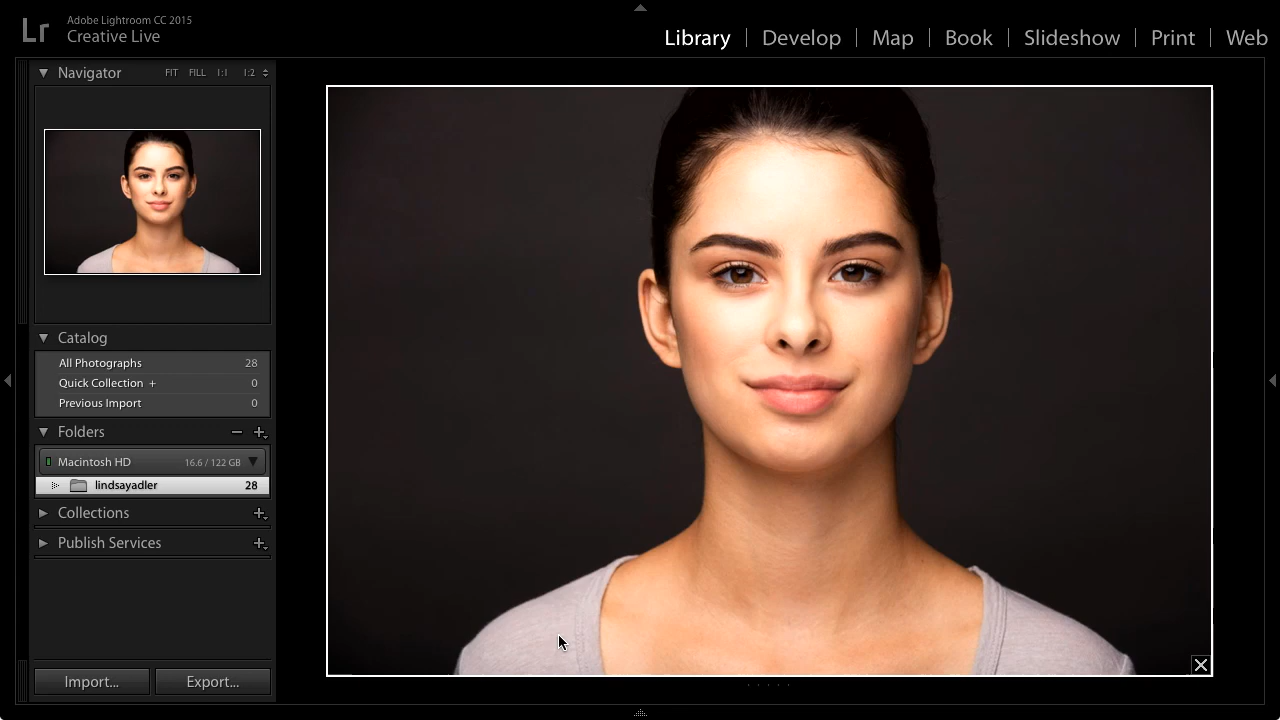 Lr
Adobe Lightroom CC 2015
Creative Live
Library | Develop | Map | Book | Slideshow | Print | Web
Navigator FIT FILL 1:1 1:2
Catalog
All Photographs 28
Quick Collection + 0
Previous Import 0
Folders
Macintosh HD 16.6 / 122 GB
lindsayadler 28
Collections
Publish Services
Import... Export...